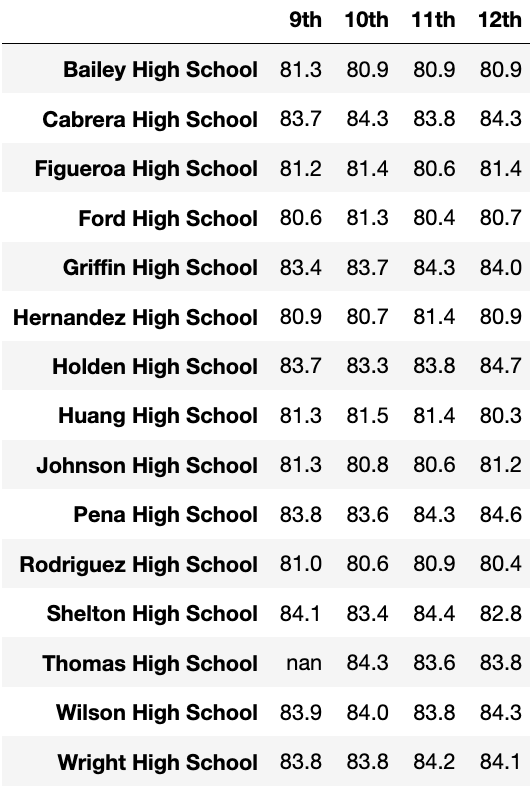 9th 10th 11th 12th
Bailey High School 81.3 80.9 80.9 80.9
Cabrera High School 83.7 84.3 83.8 84.3
Figueroa High School 81.2 81.4 80.6 81.4
Ford High School 80.6 81.3 80.4 80.7
Griffin High School 83.4 83.7 84.3 84.0
Hernandez High School 80.9 80.7 81.4 80.9
Holden High School 83.7 83.3 83.8 84.7
Huang High School 81.3 81.5 81.4 80.3
Johnson High School 81.3 80.8 80.6 81.2
Pena High School 83.8 83.6 84.3 84.6
Rodriguez High School 81.0 80.6 80.9 80.4
Shelton High School 84.1 83.4 84.4 82.8
Thomas High School nan 84.3 83.6 83.8
Wilson High School 83.9 84.0 83.8 84.3
Wright High School 83.8 83.8 84.2 84.1